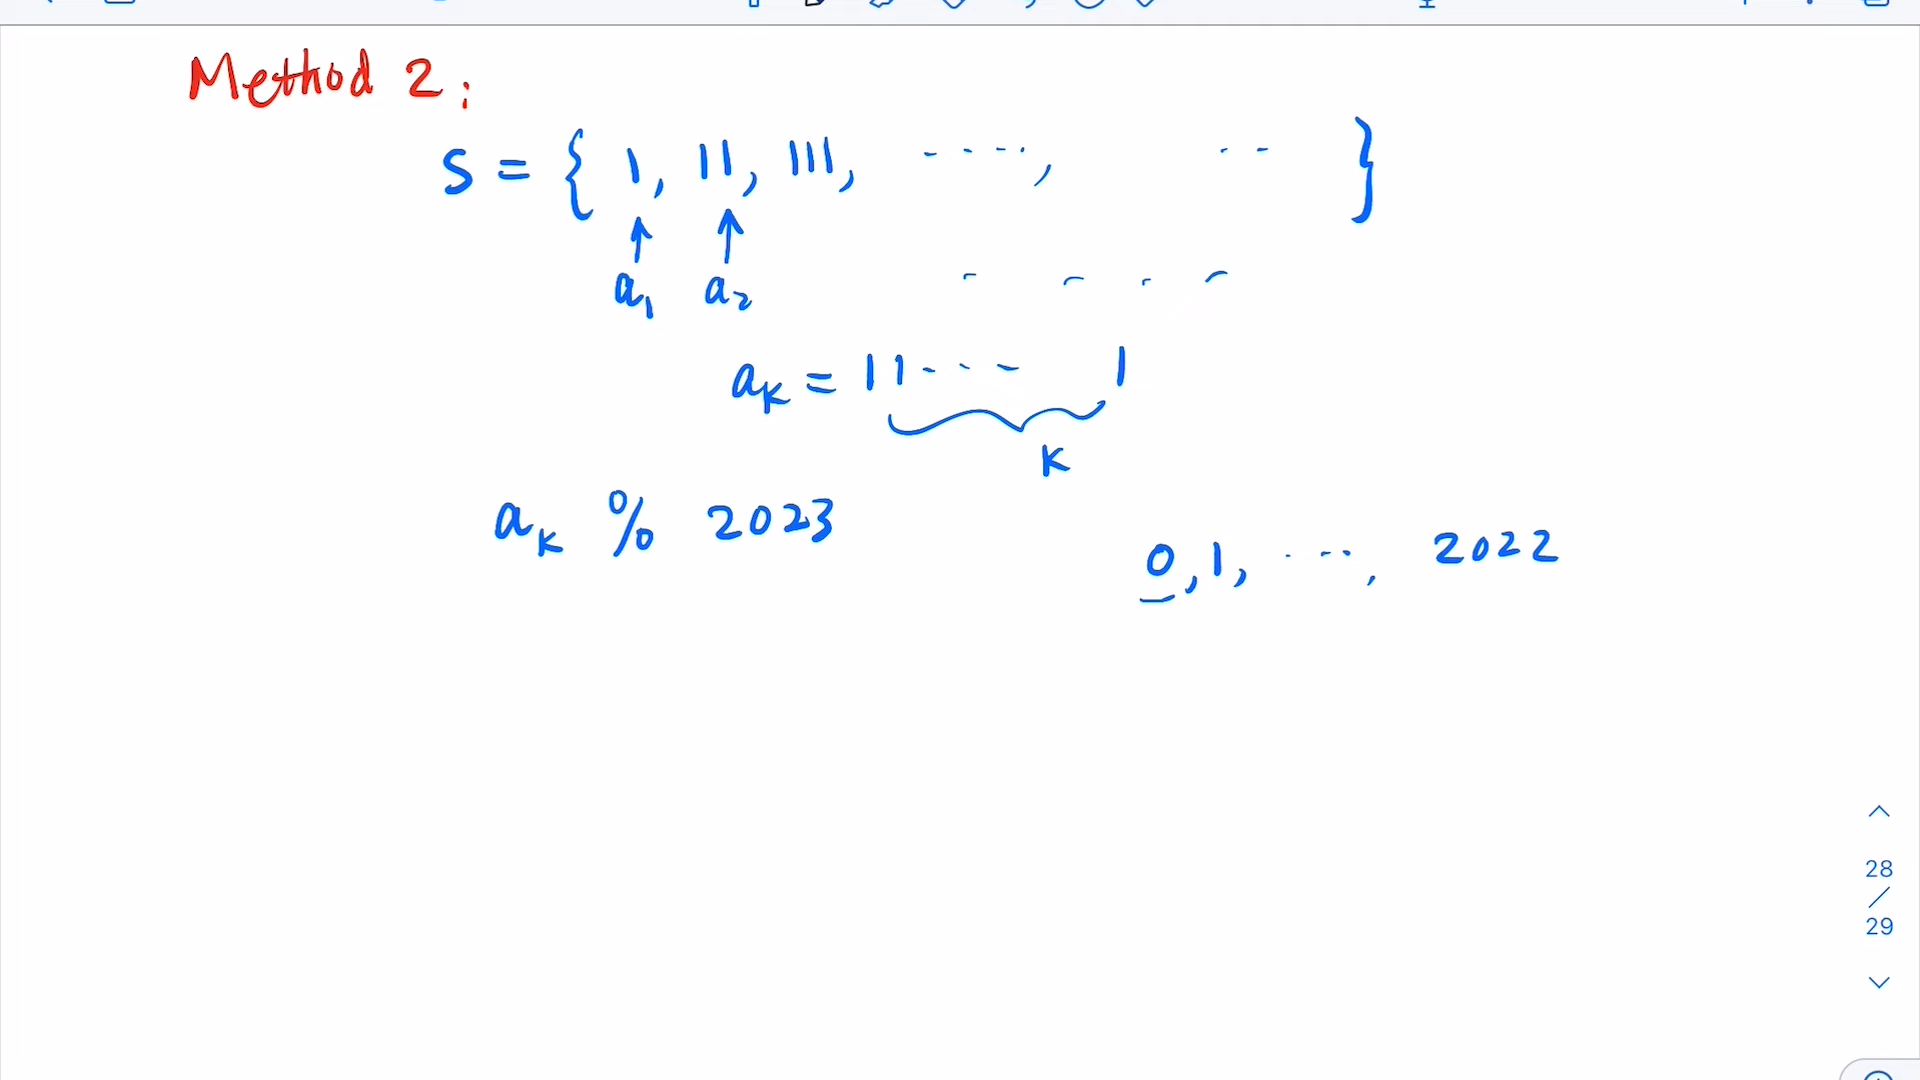 Method 2:
S = { 1, 11, 111, ...., .. }
a1 a2
aK = 11... 1
K
aK % 2023
0, 1, ..., 2022
28
/
29